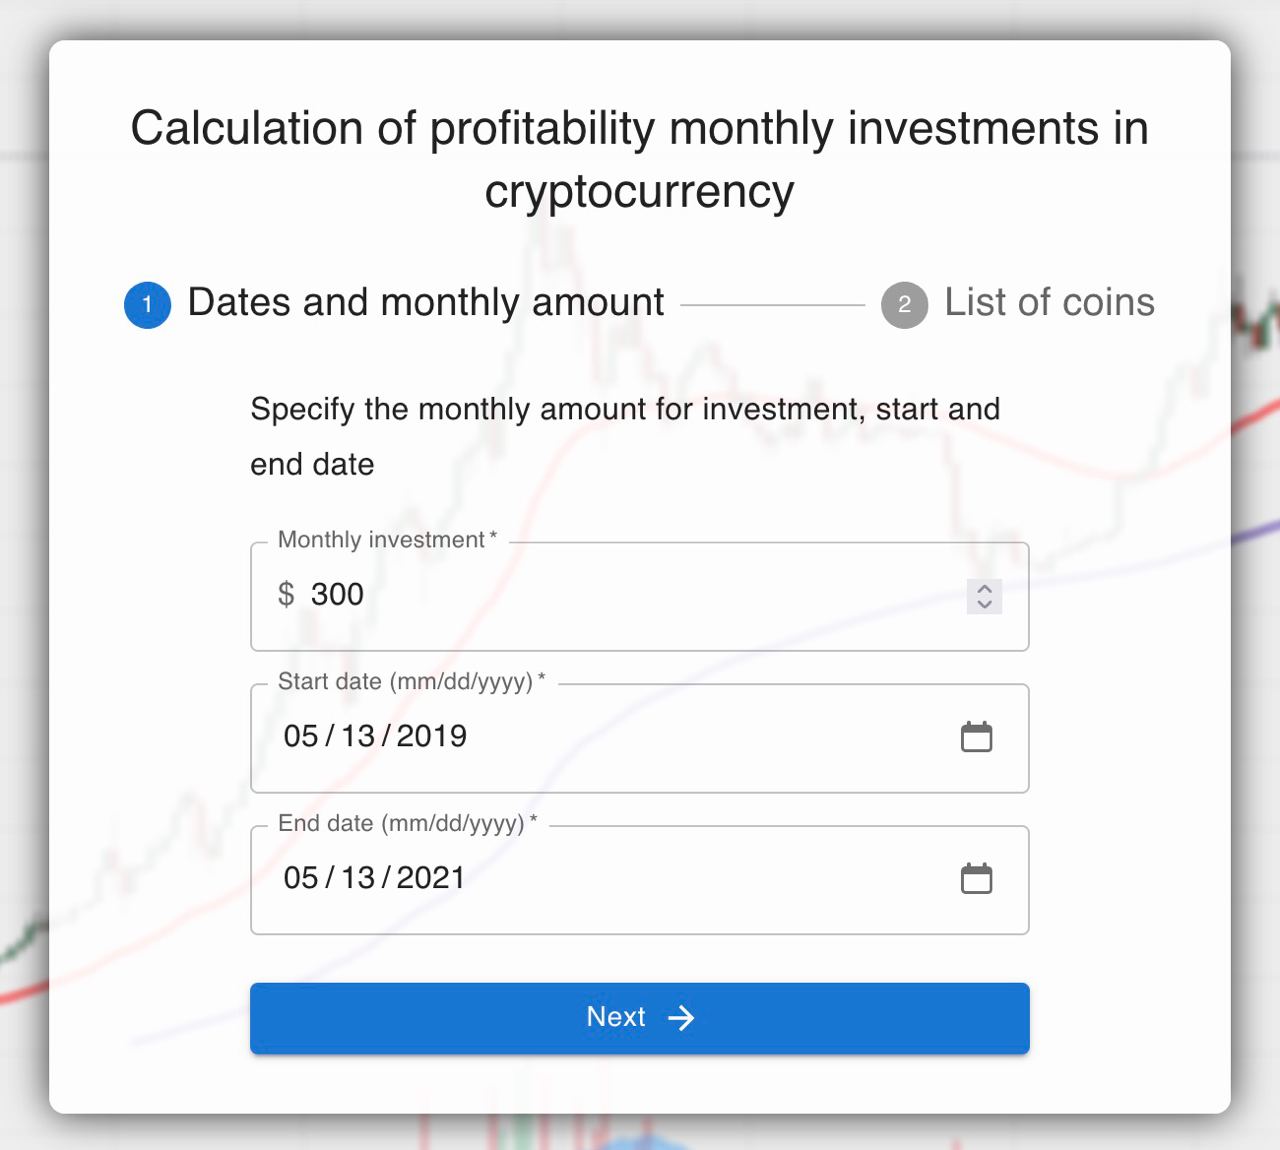 Calculation of profitability monthly investments in
cryptocurrency
1 Dates and monthly amount 2 List of coins
Specify the monthly amount for investment, start and
end date
Monthly investment *
$ 300
Start date (mm/dd/yyyy) *
05 / 13 / 2019
End date (mm/dd/yyyy) *
05 / 13 / 2021
Next →